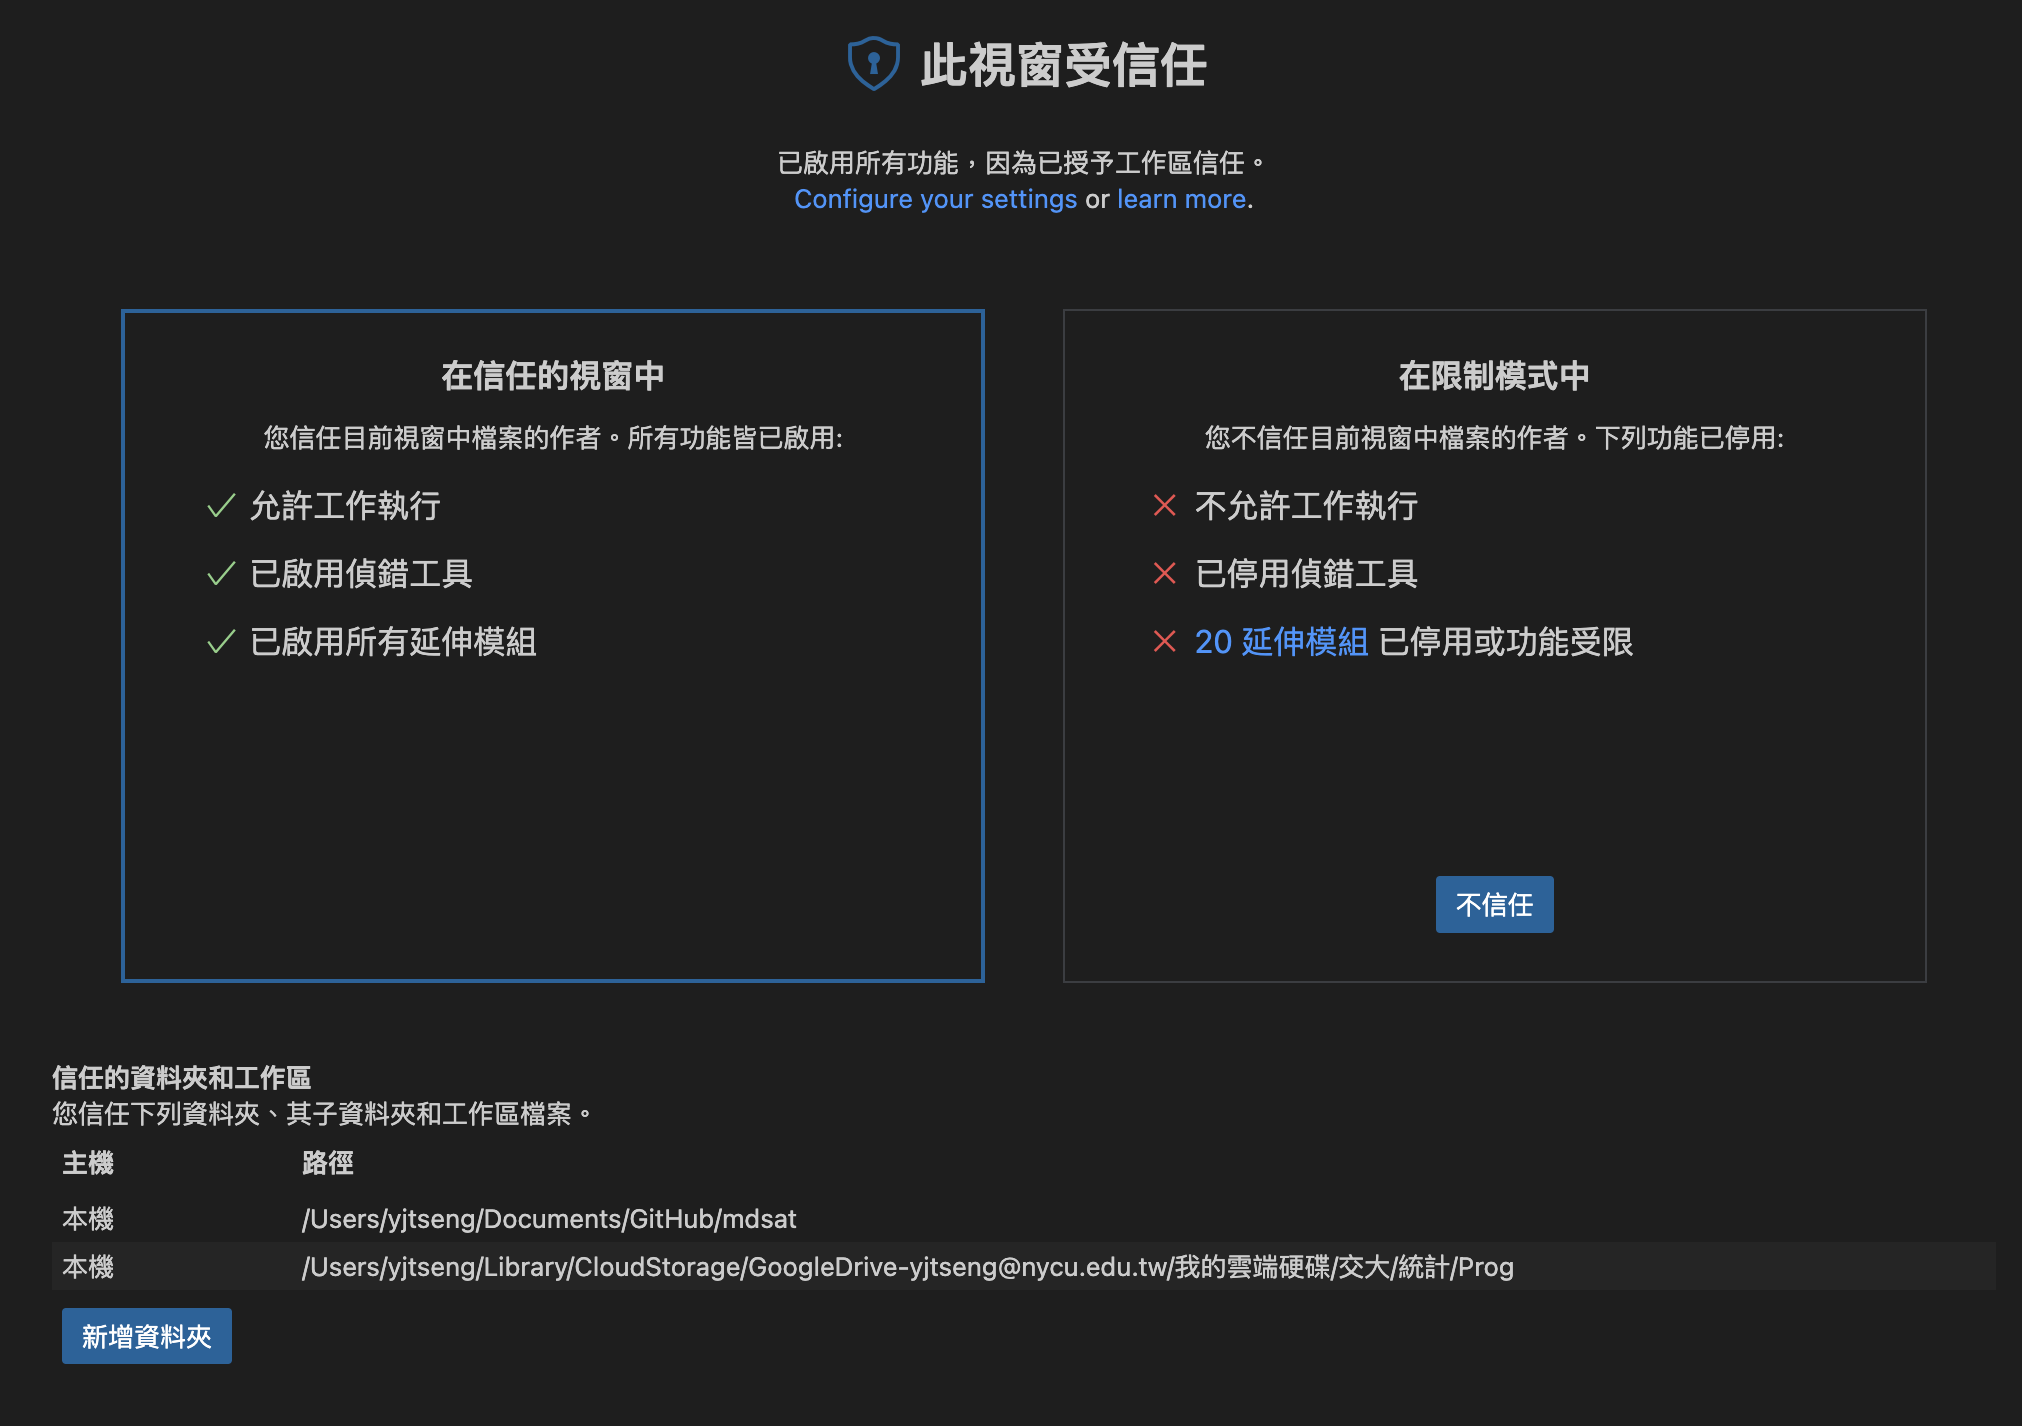 此視窗受信任
已啟用所有功能，因為已授予工作區信任。
Configure your settings or learn more.
在信任的視窗中
您信任目前視窗中檔案的作者。所有功能皆已啟用:
允許工作執行
已啟用偵錯工具
已啟用所有延伸模組
在限制模式中
您不信任目前視窗中檔案的作者。下列功能已停用:
不允許工作執行
已停用偵錯工具
20 延伸模組 已停用或功能受限
不信任
信任的資料夾和工作區
您信任下列資料夾、其子資料夾和工作區檔案。
主機 路徑
本機 /Users/yjtseng/Documents/GitHub/mdsat
本機 /Users/yjtseng/Library/CloudStorage/GoogleDrive-yjtseng@nycu.edu.tw/我的雲端硬碟/交大/統計/Prog
新增資料夾